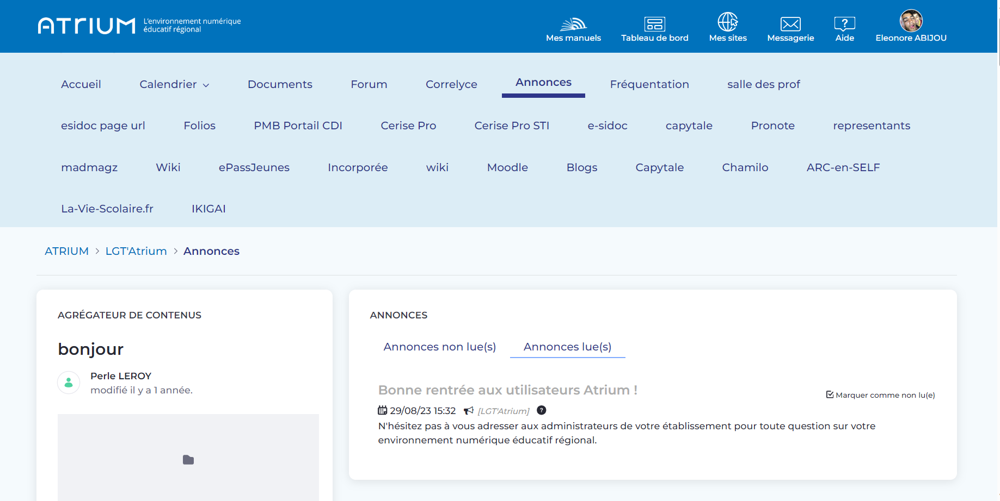 ATRIUM L'environnement numérique
éducatif régional
Mes manuels Tableau de bord Mes sites Messagerie Aide Eleonore ABIJOU
Accueil Calendrier Documents Forum Correlyce Annonces Fréquentation salle des prof
esidoc page url Folios PMB Portail CDI Cerise Pro Cerise Pro STI e-sidoc capytale Pronote representants
madmagz Wiki ePassJeunes Incorporée wiki Moodle Blogs Capytale Chamilo ARC-en-SELF
La-Vie-Scolaire.fr IKIGAI
ATRIUM > LGT'Atrium > Annonces
AGRÉGATEUR DE CONTENUS
bonjour
Perle LEROY
modifié il y a 1 année.
ANNONCES
Annonces non lue(s) Annonces lue(s)
Bonne rentrée aux utilisateurs Atrium !
Marquer comme non lu(e)
29/08/23 15:32 [LGT'Atrium] ?
N'hésitez pas à vous adresser aux administrateurs de votre établissement pour toute question sur votre
environnement numérique éducatif régional.